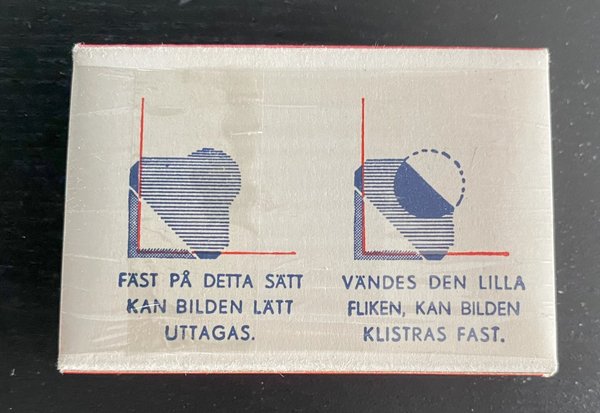 FÄST PÅ DETTA SÄTT
KAN BILDEN LÄTT
UTTAGAS.
VÄNDES DEN LILLA
FLIKEN, KAN BILDEN
KLISTRAS FAST.